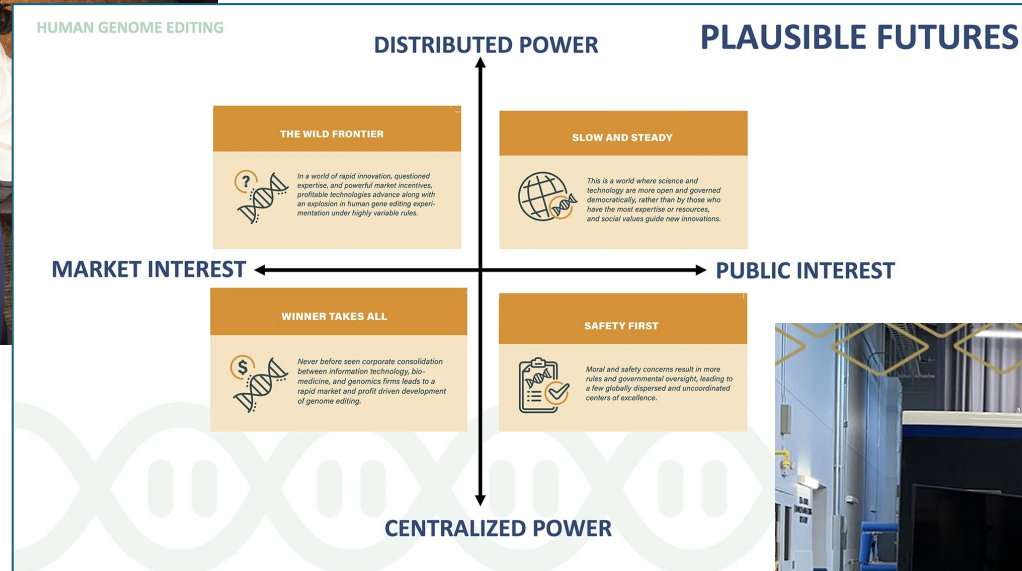 HUMAN GENOME EDITING
PLAUSIBLE FUTURES
DISTRIBUTED POWER
THE WILD FRONTIER
?
In a world of rapid innovation, questioned
expertise, and powerful market incentives,
profitable technologies advance along with
an explosion in human gene editing experi-
mentation under highly variable rules.
SLOW AND STEADY
This is a world where science and
technology are more open and governed
democratically, rather than by those who
have the most expertise or resources,
and social values guide new innovations.
MARKET INTEREST
PUBLIC INTEREST
WINNER TAKES ALL
$
Never before seen corporate consolidation
between information technology, bio-
medicine, and genomics firms leads to a
rapid market and profit driven development
of genome editing.
SAFETY FIRST
Moral and safety concerns result in more
rules and governmental oversight, leading to
a few globally dispersed and uncoordinated
centers of excellence.
CENTRALIZED POWER